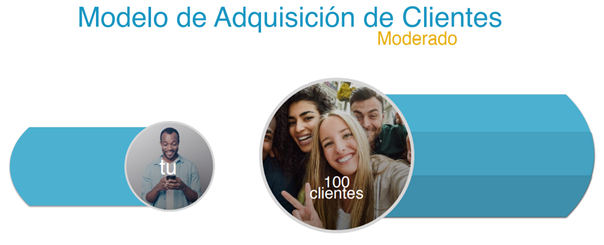 Modelo de Adquisición de Clientes
Moderado
tu
100
clientes